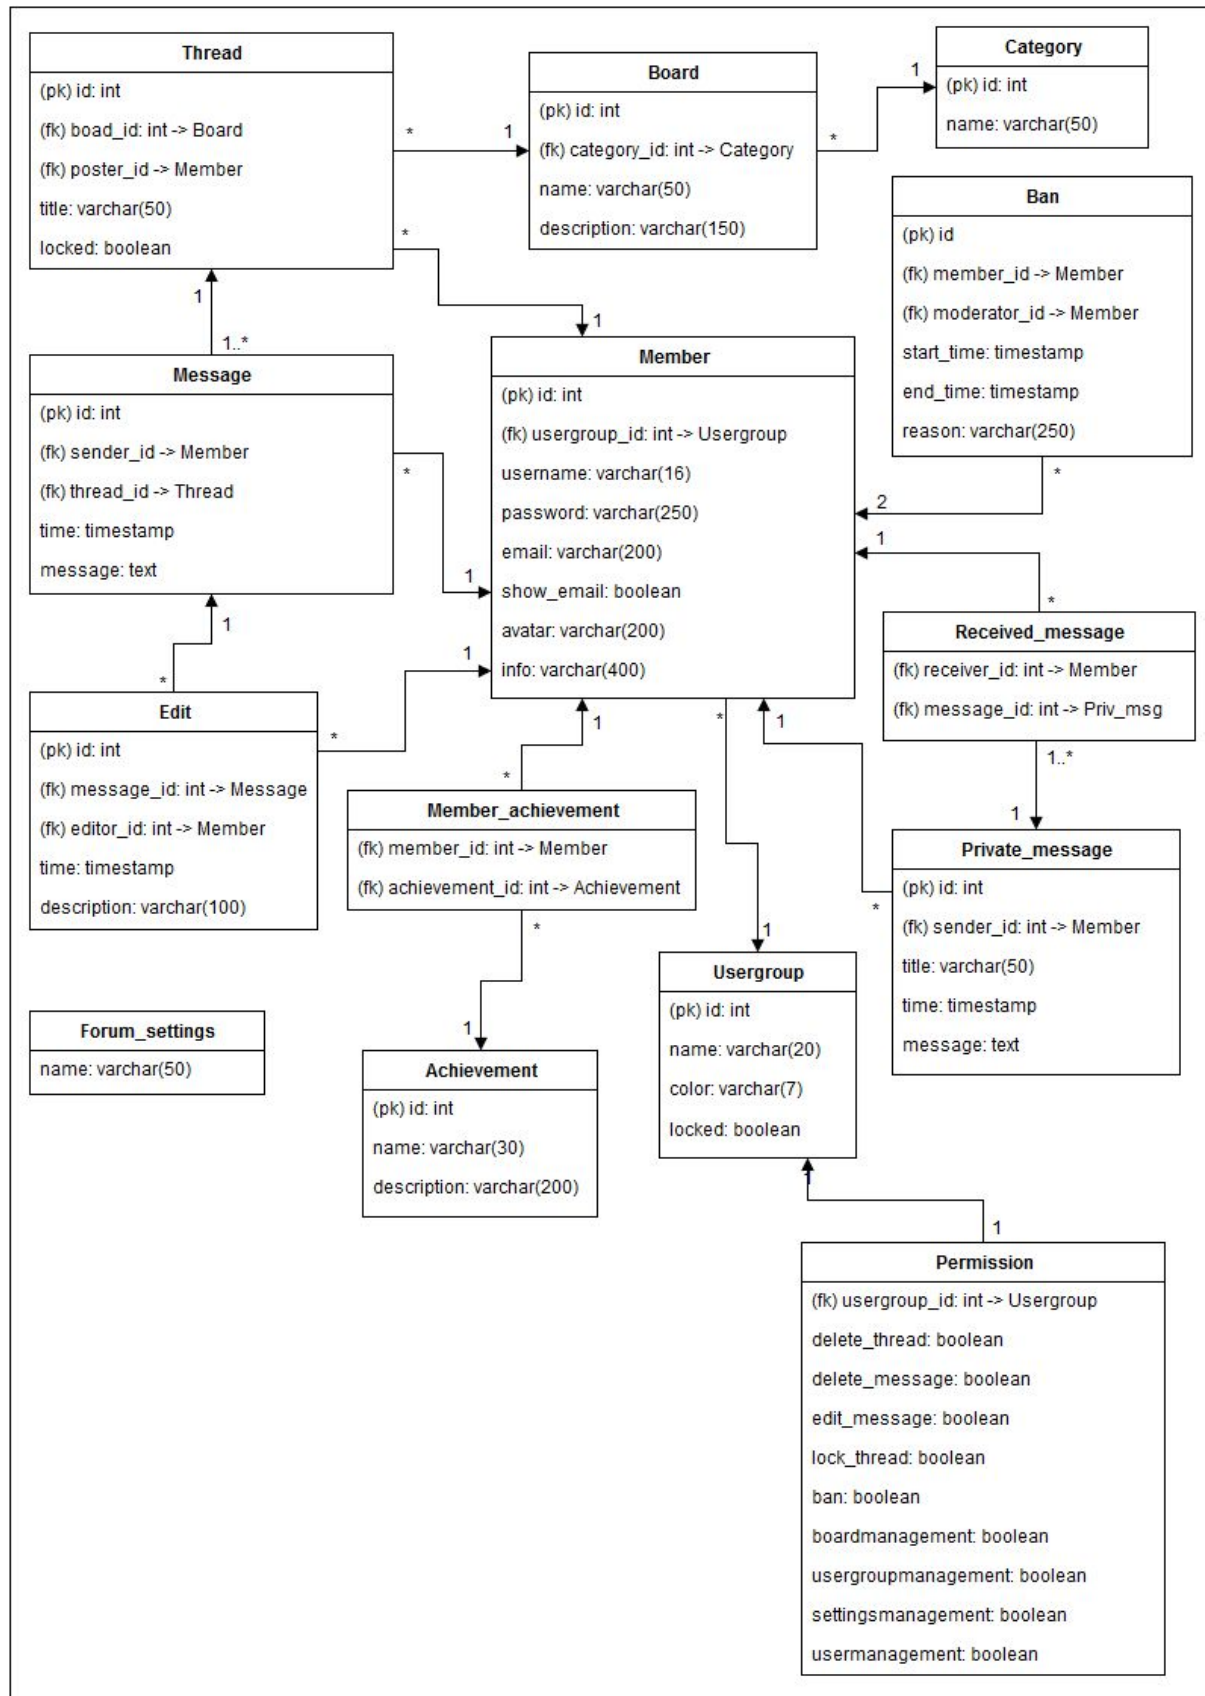 Thread
(pk) id: int
(fk) boad_id: int -> Board
(fk) poster_id -> Member
title: varchar(50)
locked: boolean
*
1
Board
(pk) id: int
(fk) category_id: int -> Category
name: varchar(50)
description: varchar(150)
*
1
Category
(pk) id: int
name: varchar(50)
Ban
(pk) id
(fk) member_id -> Member
(fk) moderator_id -> Member
start_time: timestamp
end_time: timestamp
reason: varchar(250)
*
2
*
1
1
1..*
Message
(pk) id: int
(fk) sender_id -> Member
(fk) thread_id -> Thread
time: timestamp
message: text
*
1
Member
(pk) id: int
(fk) usergroup_id: int -> Usergroup
username: varchar(16)
password: varchar(250)
email: varchar(200)
show_email: boolean
avatar: varchar(200)
info: varchar(400)
1
*
Received_message
(fk) receiver_id: int -> Member
(fk) message_id: int -> Priv_msg
1..*
1
1
*
Edit
(pk) id: int
(fk) message_id: int -> Message
(fk) editor_id: int -> Member
time: timestamp
description: varchar(100)
*
1
1
*
Member_achievement
(fk) member_id: int -> Member
(fk) achievement_id: int -> Achievement
*
1
*
1
1
*
Private_message
(pk) id: int
(fk) sender_id: int -> Member
title: varchar(50)
time: timestamp
message: text
Usergroup
(pk) id: int
name: varchar(20)
color: varchar(7)
locked: boolean
Forum_settings
name: varchar(50)
Achievement
(pk) id: int
name: varchar(30)
description: varchar(200)
1
1
Permission
(fk) usergroup_id: int -> Usergroup
delete_thread: boolean
delete_message: boolean
edit_message: boolean
lock_thread: boolean
ban: boolean
boardmanagement: boolean
usergroupmanagement: boolean
settingsmanagement: boolean
usermanagement: boolean